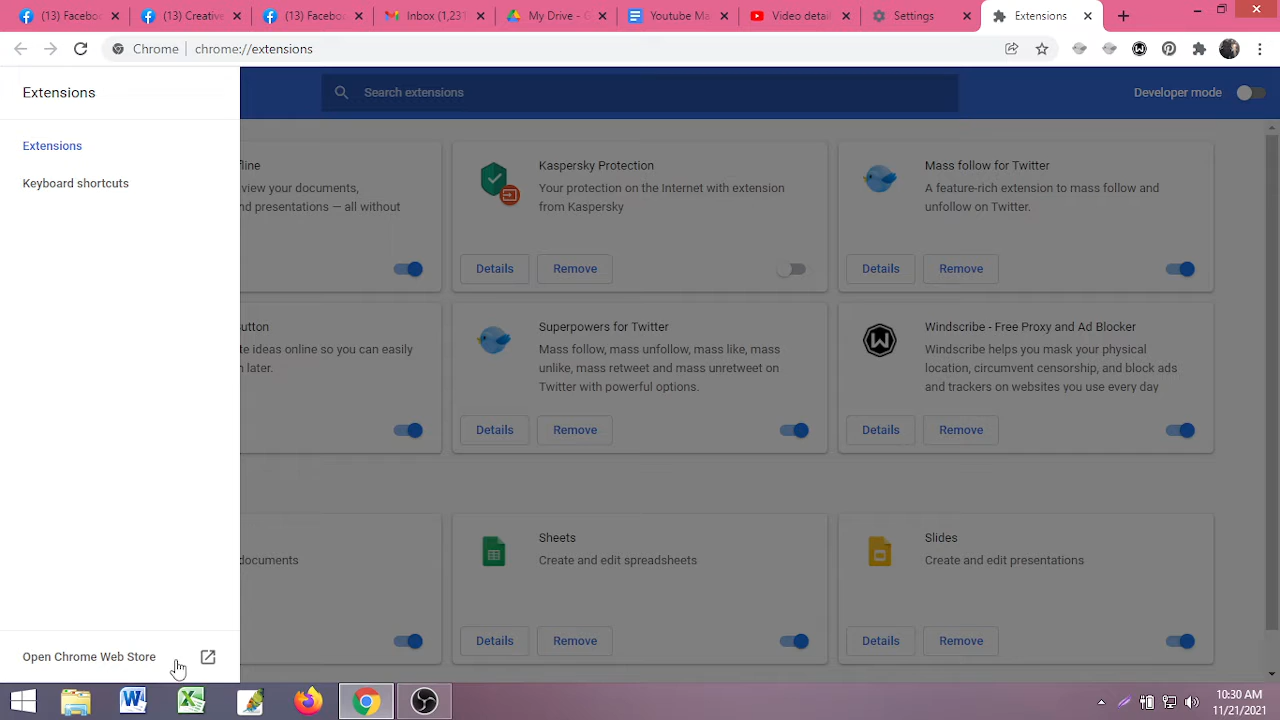 (13) Faceboo
(13) Creative
(13) Faceboo
Inbox (1,231
My Drive - G
Youtube Ma
Video detail
Settings
Extensions
Chrome
chrome://extensions
Extensions
Search extensions
Developer mode
Extensions
Keyboard shortcuts
fline
view your documents,
nd presentations — all without
Kaspersky Protection
Your protection on the Internet with extension
from Kaspersky
Details
Remove
Mass follow for Twitter
A feature-rich extension to mass follow and
unfollow on Twitter.
Details
Remove
utton
te ideas online so you can easily
n later.
Superpowers for Twitter
Mass follow, mass unfollow, mass like, mass
unlike, mass retweet and mass unretweet on
Twitter with powerful options.
Details
Remove
W
Windscribe - Free Proxy and Ad Blocker
Windscribe helps you mask your physical
location, circumvent censorship, and block ads
and trackers on websites you use every day
Details
Remove
documents
Sheets
Create and edit spreadsheets
Details
Remove
Slides
Create and edit presentations
Details
Remove
Open Chrome Web Store
10:30 AM
11/21/2021